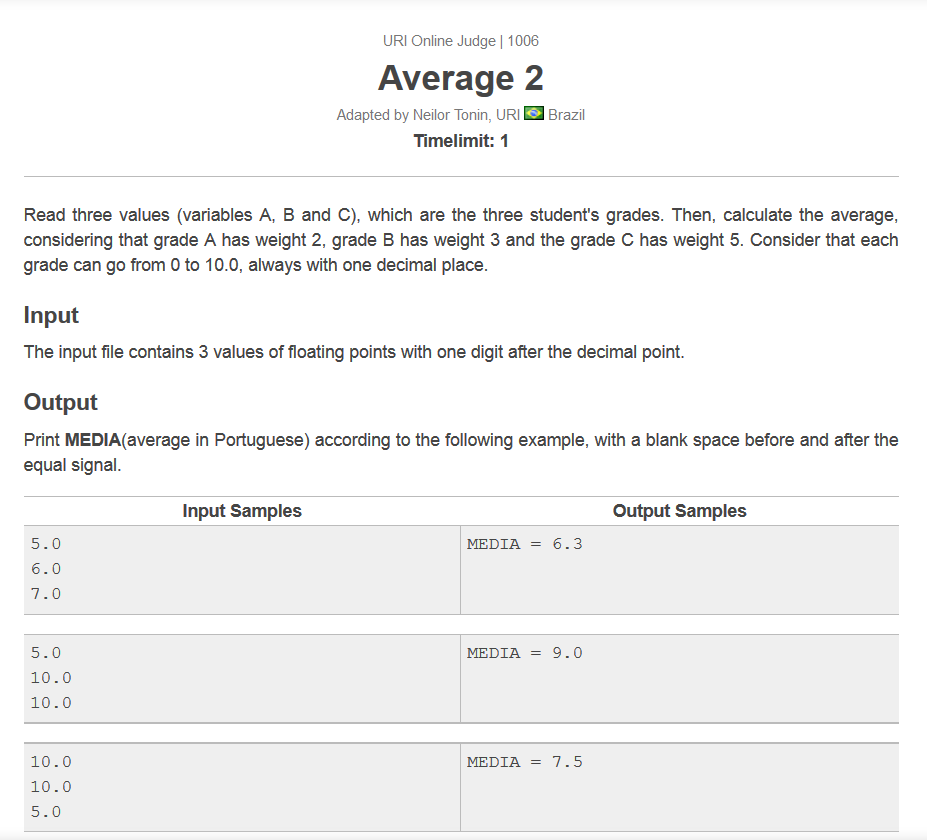 URI Online Judge | 1006
Average 2
Adapted by Neilor Tonin, URI Brazil
Timelimit: 1
Read three values (variables A, B and C), which are the three student's grades. Then, calculate the average,
considering that grade A has weight 2, grade B has weight 3 and the grade C has weight 5. Consider that each
grade can go from 0 to 10.0, always with one decimal place.
Input
The input file contains 3 values of floating points with one digit after the decimal point.
Output
Print MEDIA(average in Portuguese) according to the following example, with a blank space before and after the
equal signal.
Input Samples Output Samples
5.0 MEDIA = 6.3
6.0
7.0
5.0 MEDIA = 9.0
10.0
10.0
10.0 MEDIA = 7.5
10.0
5.0